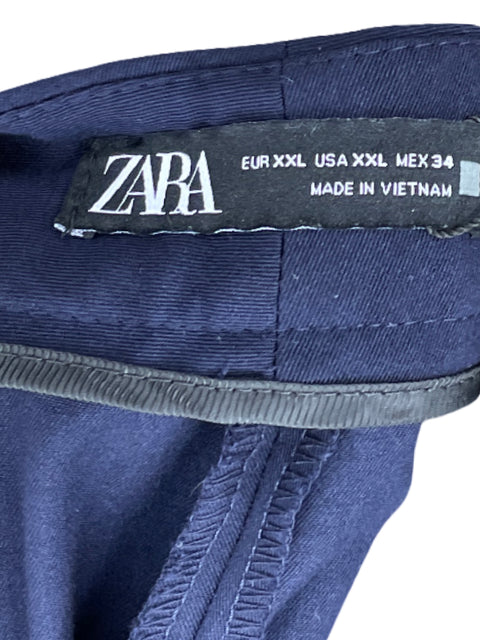 ZARA
EUR XXL USA XXL MEX 34
MADE IN VIETNAM